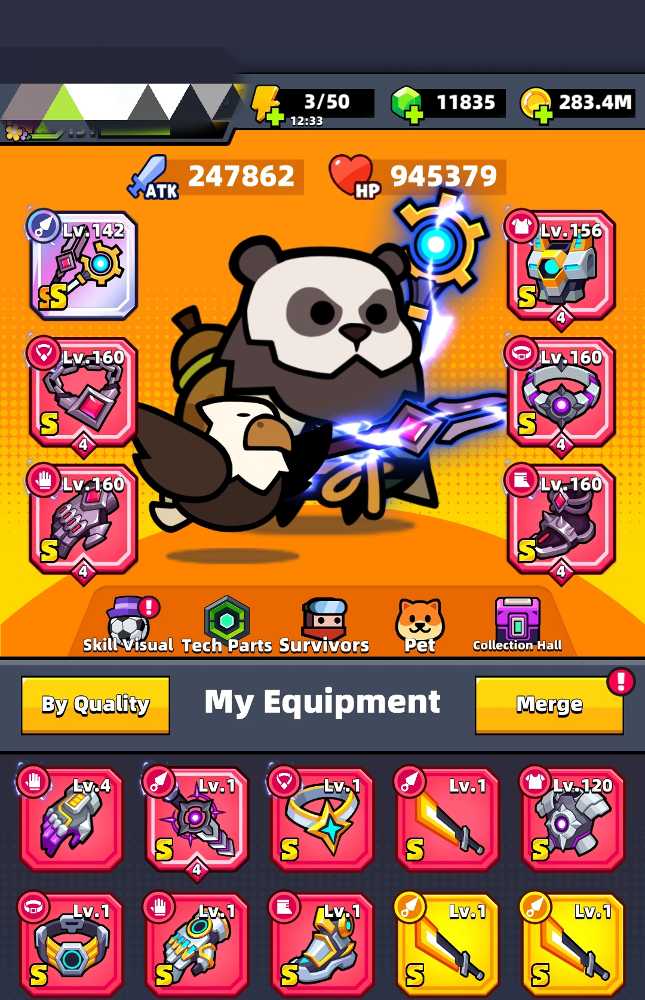 3/50
11835
283.4M
12:33
ATK 247862
HP 945379
Lv.142
SS
Lv.156
S
4
Lv.160
S
4
Lv.160
S
4
Lv.160
S
4
Lv.160
S
4
!
Skill Visual Tech Parts Survivors Pet Collection Hall
By Quality
My Equipment
Merge
!
Lv.4
Lv.1
S
4
Lv.1
S
Lv.1
S
Lv.120
S
Lv.1
S
Lv.1
S
Lv.1
S
Lv.1
S
Lv.1
S